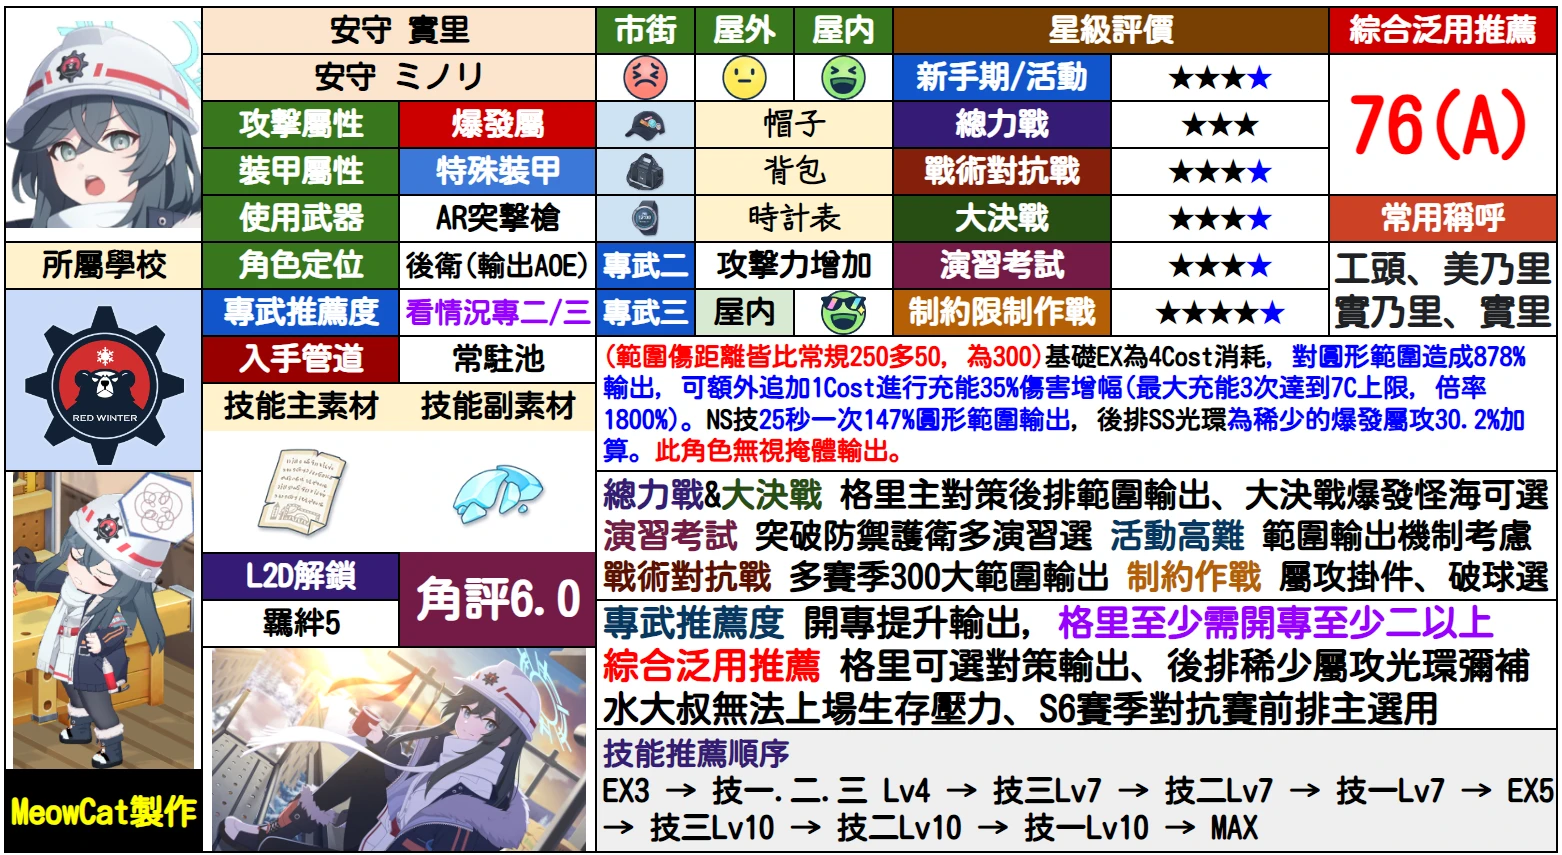 安守 實里
安守 ミノリ
攻擊屬性 爆發屬
裝甲屬性 特殊裝甲
使用武器 AR突擊槍
所屬學校
角色定位 後衛(輸出AOE)
專武推薦度 看情況專二/三
入手管道 常駐池
技能主素材 技能副素材
RED WINTER
L2D解鎖
羈絆5
角評6.0
MeowCat製作
市街 屋外 屋內
帽子
背包
時計表
專武二 攻擊力增加
專武三 屋內
星級評價
新手期/活動 ★★★★
總力戰 ★★★
戰術對抗戰 ★★★★
大決戰 ★★★★
演習考試 ★★★★
制約限制作戰 ★★★★★
綜合泛用推薦
76(A)
常用稱呼
工頭、美乃里
實乃里、實里
(範圍傷距離皆比常規250多50, 為300)基礎EX為4Cost消耗, 對圓形範圍造成878%
輸出, 可額外追加1Cost進行充能35%傷害增幅(最大充能3次達到7C上限, 倍率
1800%)。NS技25秒一次147%圓形範圍輸出, 後排SS光環為稀少的爆發屬攻30.2%加
算。此角色無視掩體輸出。
總力戰&大決戰 格里主對策後排範圍輸出、大決戰爆發怪海可選
演習考試 突破防禦護衛多演習選 活動高難 範圍輸出機制考慮
戰術對抗戰 多賽季300大範圍輸出 制約作戰 屬攻掛件、破球選
專武推薦度 開專提升輸出, 格里至少需開專至少二以上
綜合泛用推薦 格里可選對策輸出、後排稀少屬攻光環彌補
水大叔無法上場生存壓力、S6賽季對抗賽前排主選用
技能推薦順序
EX3 → 技一.二.三 Lv4 → 技三Lv7 → 技二Lv7 → 技一Lv7 → EX5
→ 技三Lv10 → 技二Lv10 → 技一Lv10 → MAX